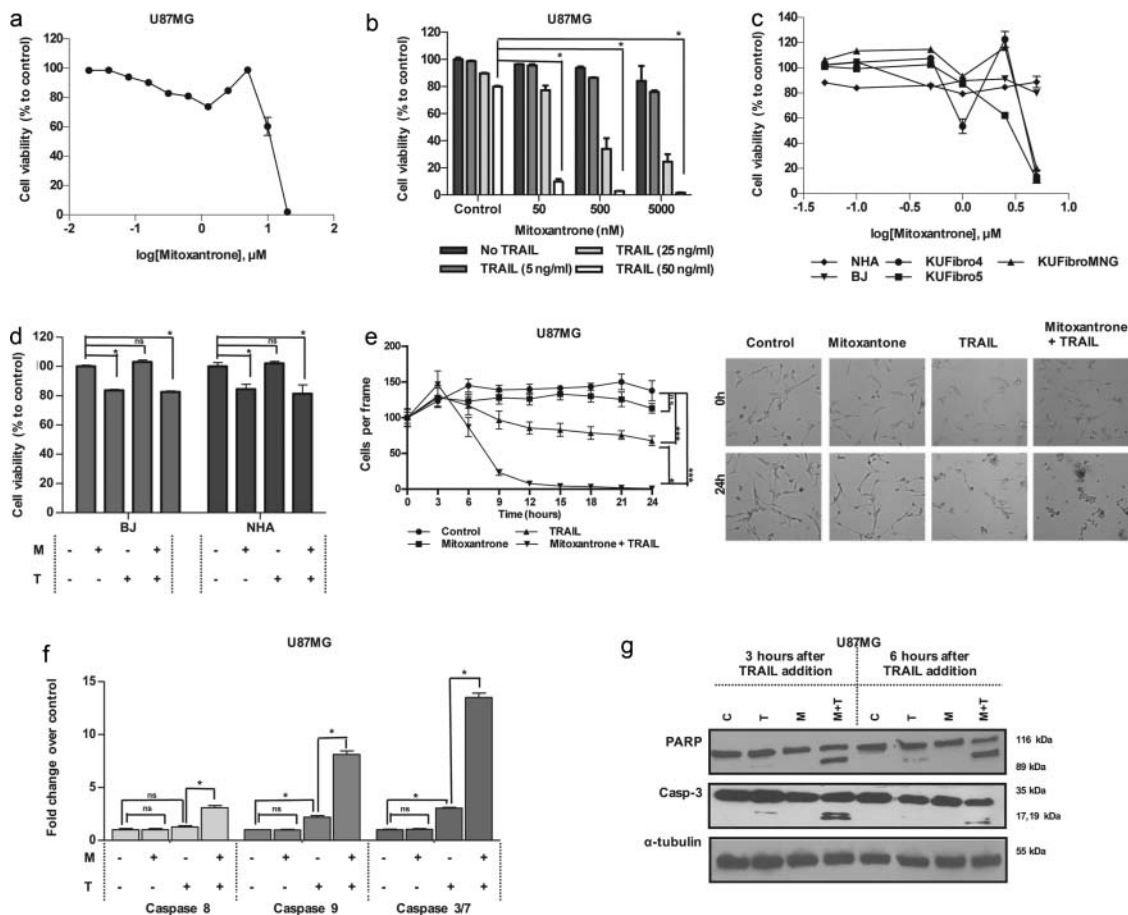 a
U87MG
Cell viability (% to control)
120
100
80
60
40
20
0
-2
-1
0
1
2
log[Mitoxantrone], µM
b
U87MG
Cell viability (% to control)
*
*
*
100
80
60
40
20
0
Control
50
500
5000
Mitoxantrone (nM)
No TRAIL
TRAIL (25 ng/ml)
TRAIL (5 ng/ml)
TRAIL (50 ng/ml)
c
Cell viability (% to control)
140
120
100
80
60
40
20
0
-1.5
-1.0
-0.5
0.0
0.5
1.0
log[Mitoxantrone], µM
NHA
KUFibro4
KUFibroMNG
BJ
KUFibro5
d
Cell viability (% to control)
120
100
80
60
40
20
0
*
ns
*
*
ns
*
BJ
NHA
M - + - + - + - +
T - - + + - - + +
e
U87MG
Cells per frame
200
150
100
50
0
0 3 6 9 12 15 18 21 24
Time (hours)
***
*
***
Control
TRAIL
Mitoxantrone
Mitoxantrone + TRAIL
Control
Mitoxantone
TRAIL
Mitoxantrone
+ TRAIL
0h
24h
f
U87MG
Fold change over control
15
10
5
0
ns
ns
*
ns
*
*
ns
*
*
M - + - + - + - + - + - +
T - - + + - - + + - - + +
Caspase 8
Caspase 9
Caspase 3/7
g
U87MG
3 hours after
TRAIL addition
6 hours after
TRAIL addition
C T M M+T C T M M+T
PARP
116 kDa
89 kDa
Casp-3
35 kDa
17,19 kDa
α-tubulin
55 kDa